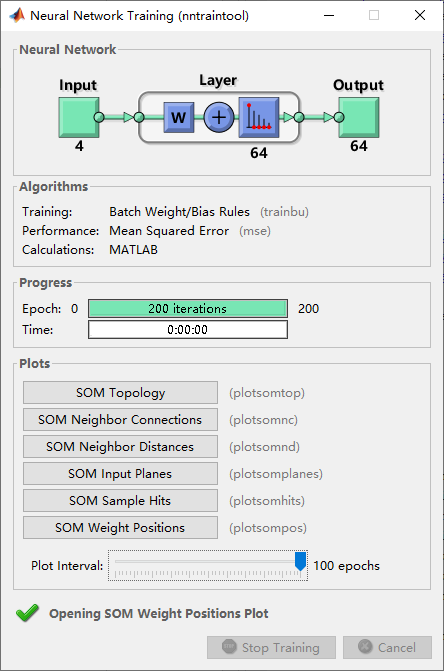 Neural Network Training (nntraintool)
Neural Network
Input
Layer
Output
W
+
4
64
64
Algorithms
Training: Batch Weight/Bias Rules (trainbu)
Performance: Mean Squared Error (mse)
Calculations: MATLAB
Progress
Epoch: 0 200 iterations 200
Time: 0:00:00
Plots
SOM Topology (plotsomtop)
SOM Neighbor Connections (plotsomnc)
SOM Neighbor Distances (plotsomnd)
SOM Input Planes (plotsomplanes)
SOM Sample Hits (plotsomhits)
SOM Weight Positions (plotsompos)
Plot Interval: 100 epochs
Opening SOM Weight Positions Plot
Stop Training Cancel